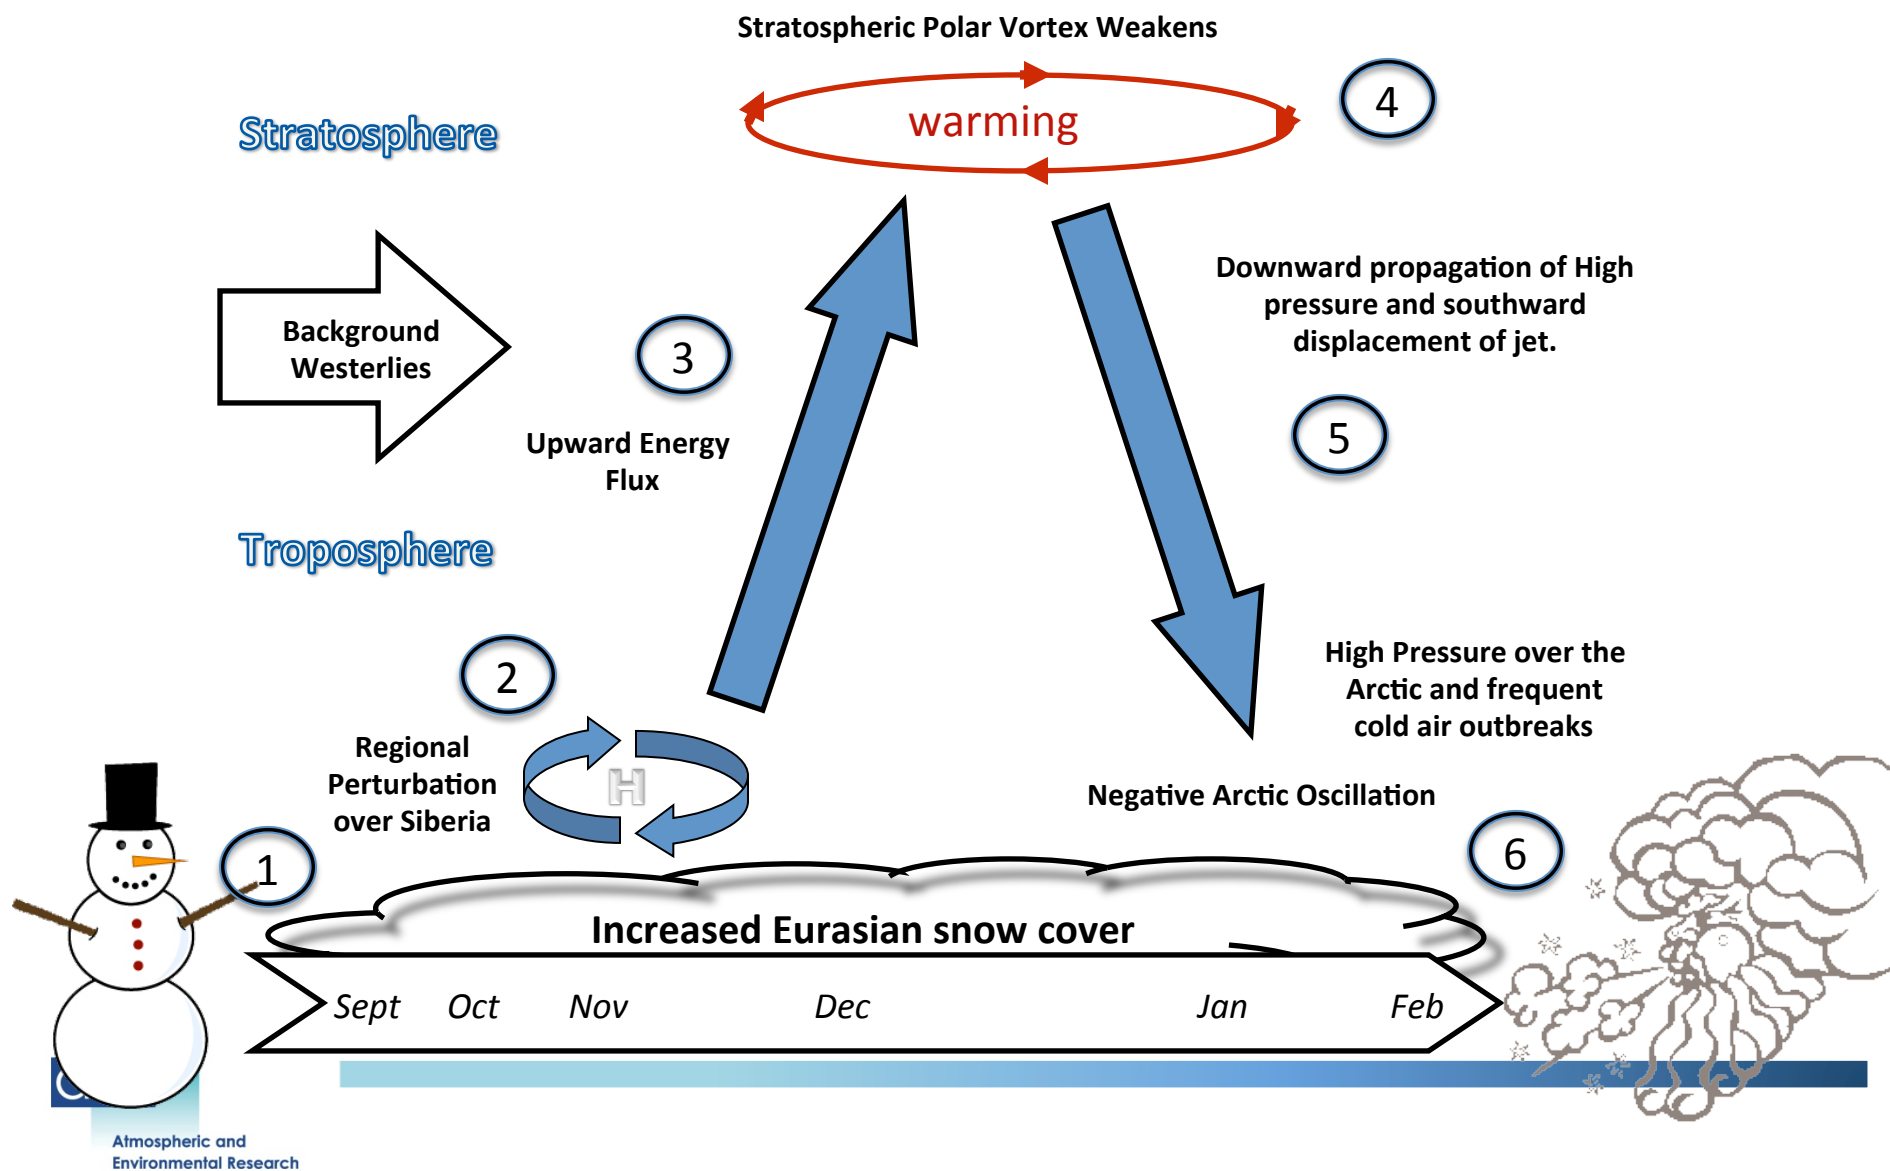 Stratospheric Polar Vortex Weakens
4
warming
Stratosphere
Background
Westerlies
3
Upward Energy
Flux
Downward propagation of High
pressure and southward
displacement of jet.
5
Troposphere
2
Regional
Perturbation
over Siberia
H
High Pressure over the
Arctic and frequent
cold air outbreaks
Negative Arctic Oscillation
1
6
Increased Eurasian snow cover
Sept Oct Nov Dec Jan Feb
Atmospheric and
Environmental Research